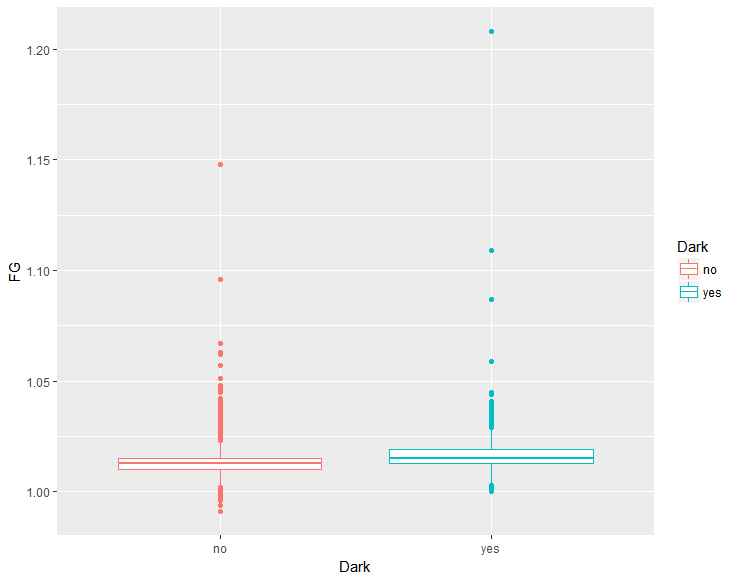 1.20
1.15
1.10
1.05
1.00
FG
no
yes
Dark
Dark
no
yes